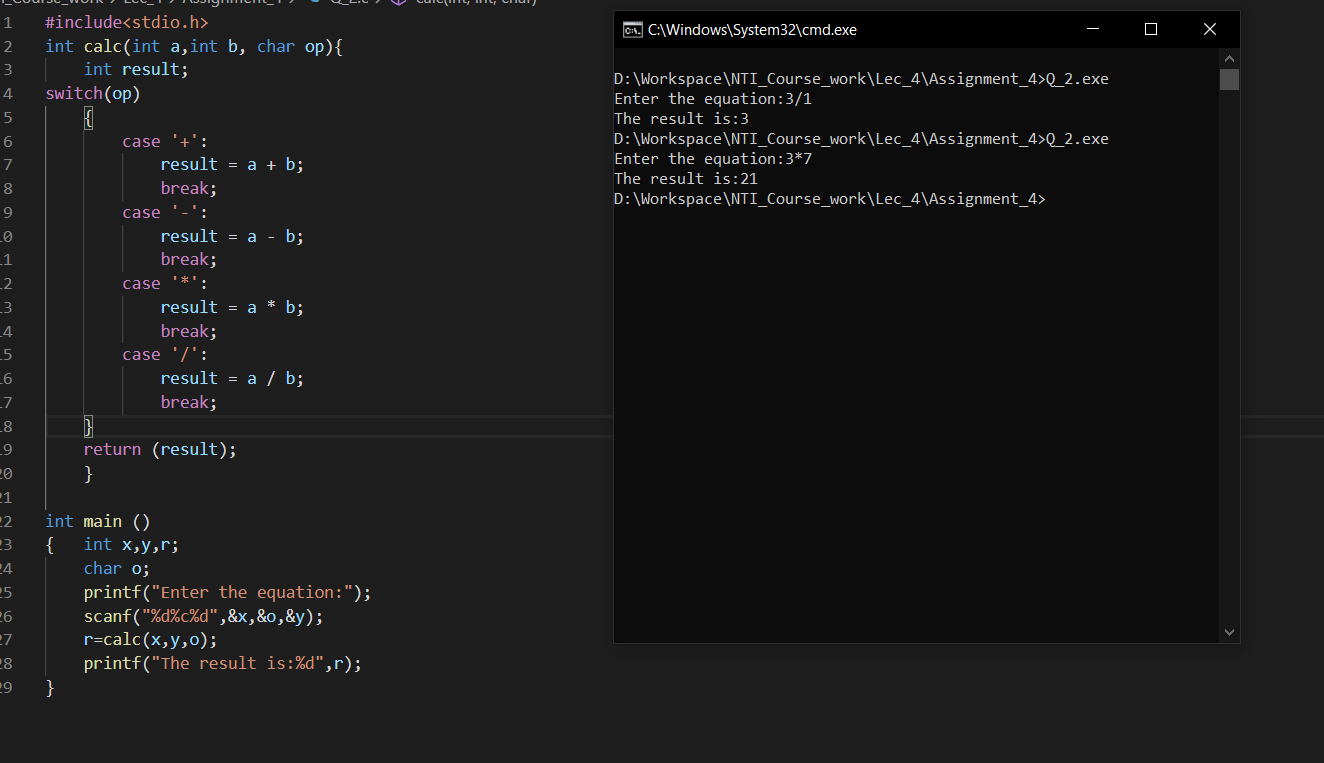 I_Course_work > Lec_4 > Assignment_4 > C Q_2.c > calc(int, int, char)
1 #include<stdio.h>
2 int calc(int a,int b, char op){
3 int result;
4 switch(op)
5 {
6 case '+':
7 result = a + b;
8 break;
9 case '-':
10 result = a - b;
11 break;
12 case '*':
13 result = a * b;
14 break;
15 case '/':
16 result = a / b;
17 break;
18 }
19 return (result);
20 }
21
22 int main ()
23 { int x,y,r;
24 char o;
25 printf("Enter the equation:");
26 scanf("%d%c%d",&x,&o,&y);
27 r=calc(x,y,o);
28 printf("The result is:%d",r);
29 }
C:\Windows\System32\cmd.exe
D:\Workspace\NTI_Course_work\Lec_4\Assignment_4>Q_2.exe
Enter the equation:3/1
The result is:3
D:\Workspace\NTI_Course_work\Lec_4\Assignment_4>Q_2.exe
Enter the equation:3*7
The result is:21
D:\Workspace\NTI_Course_work\Lec_4\Assignment_4>